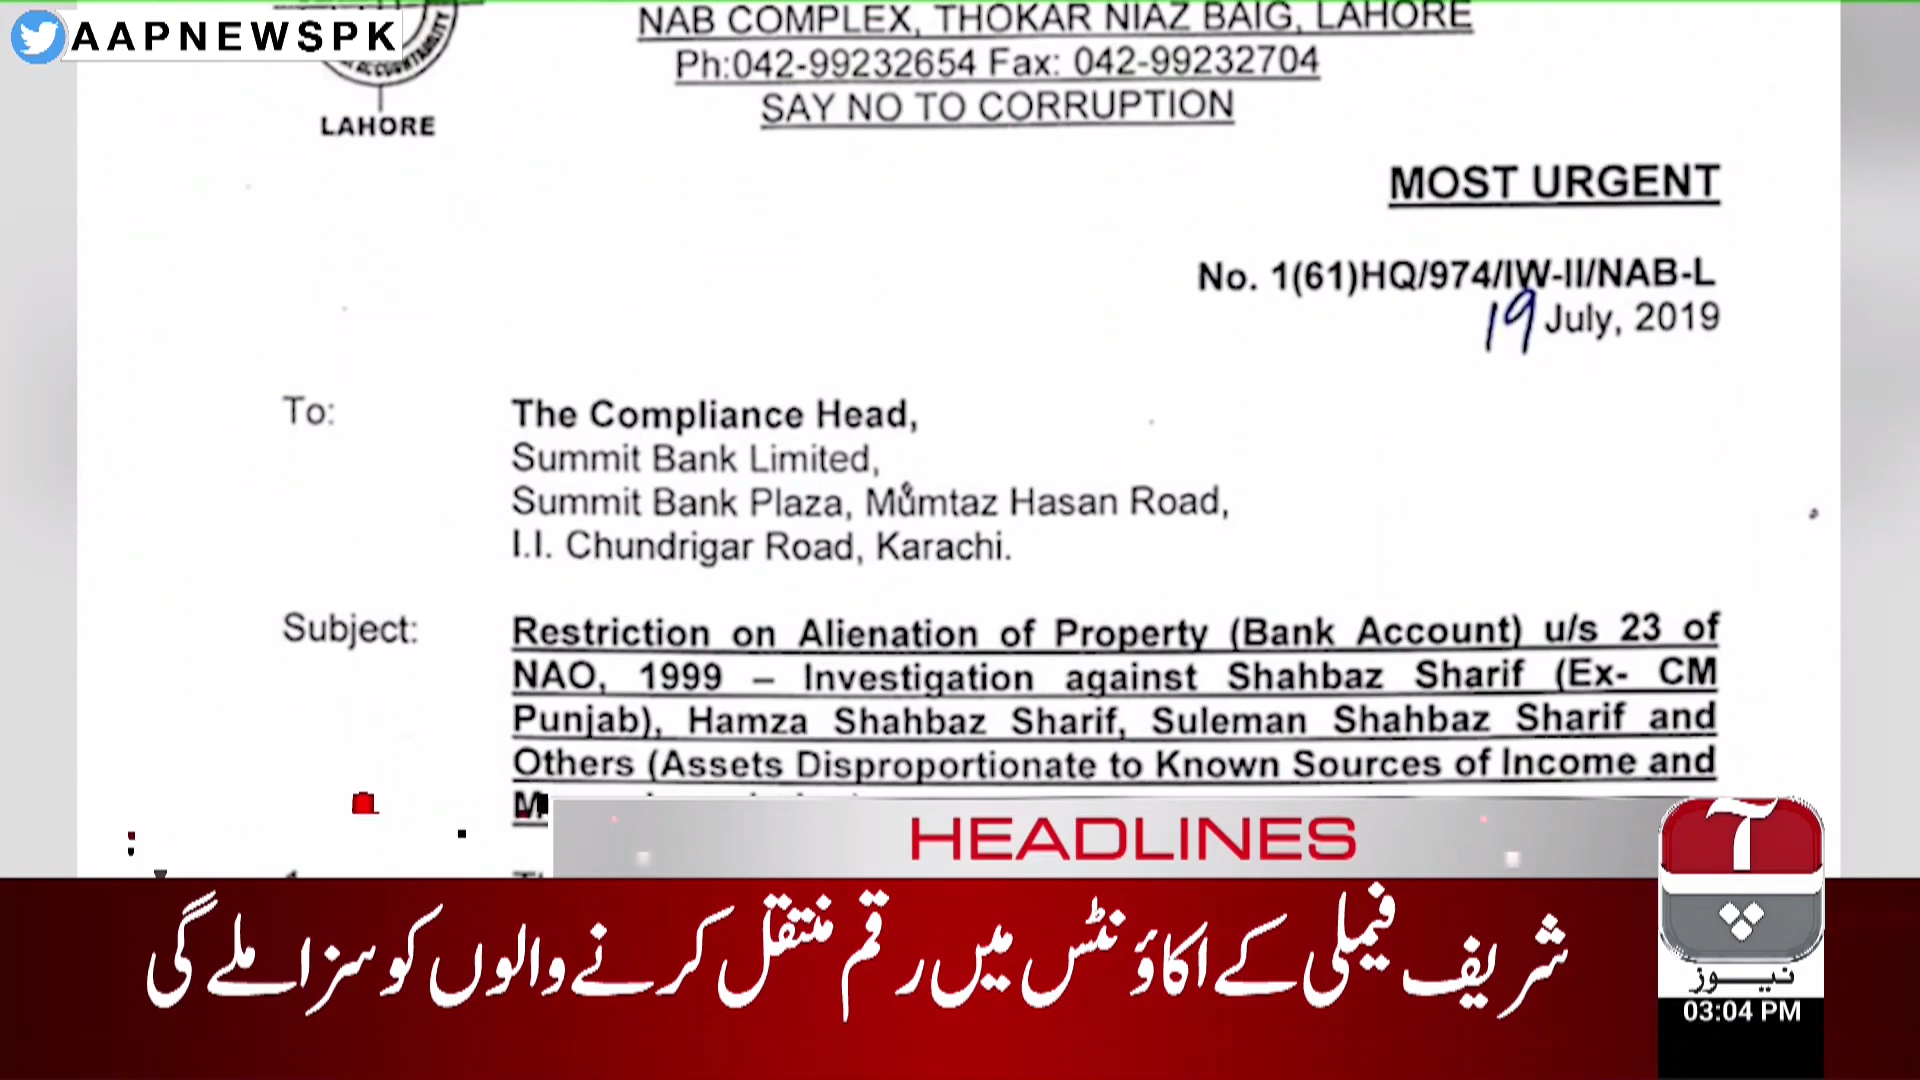 AAPNEWSPK
NAB COMPLEX, THOKAR NIAZ BAIG, LAHORE
Ph:042-99232654 Fax: 042-99232704
SAY NO TO CORRUPTION
LAHORE
MOST URGENT
No. 1(61)HQ/974/IW-II/NAB-L
19 July, 2019
To: The Compliance Head,
Summit Bank Limited,
Summit Bank Plaza, Mumtaz Hasan Road,
I.I. Chundrigar Road, Karachi.
Subject: Restriction on Alienation of Property (Bank Account) u/s 23 of
NAO, 1999 – Investigation against Shahbaz Sharif (Ex- CM
Punjab), Hamza Shahbaz Sharif, Suleman Shahbaz Sharif and
Others (Assets Disproportionate to Known Sources of Income and
HEADLINES
شریف فیملی کے اکاؤنٹس میں رقم منتقل کرنے والوں کو سزا ملے گی
آپ
نیوز
03:04 PM